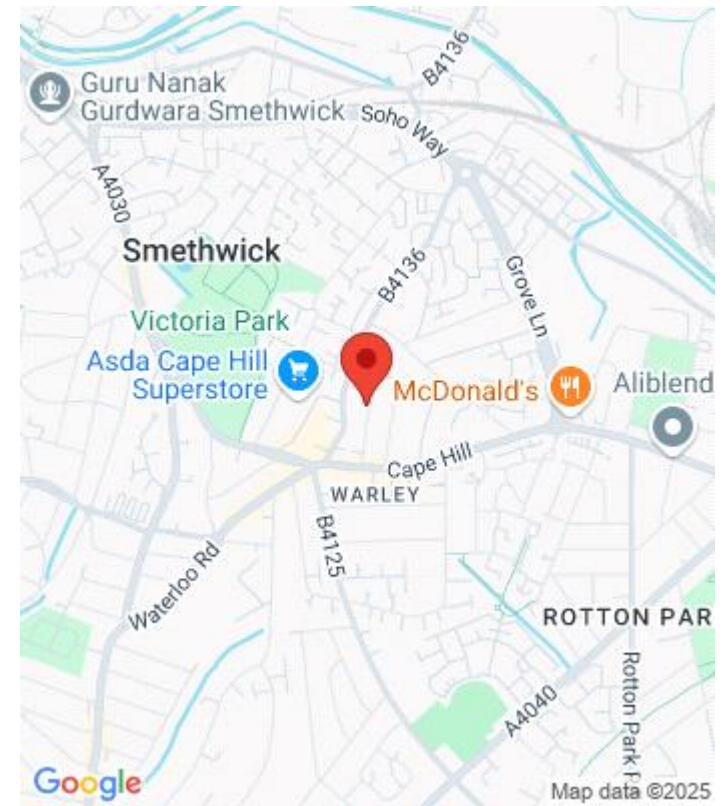 B4136
Guru Nanak
Gurdwara Smethwick
Soho Way
A4030
Smethwick
B4136
Grove Ln
Victoria Park
Asda Cape Hill
Superstore
McDonald's
Aliblend
Cape Hill
WARLEY
B4125
Waterloo Rd
ROTTON PAR
Rotton Park
A4040
Google
Map data ©2025